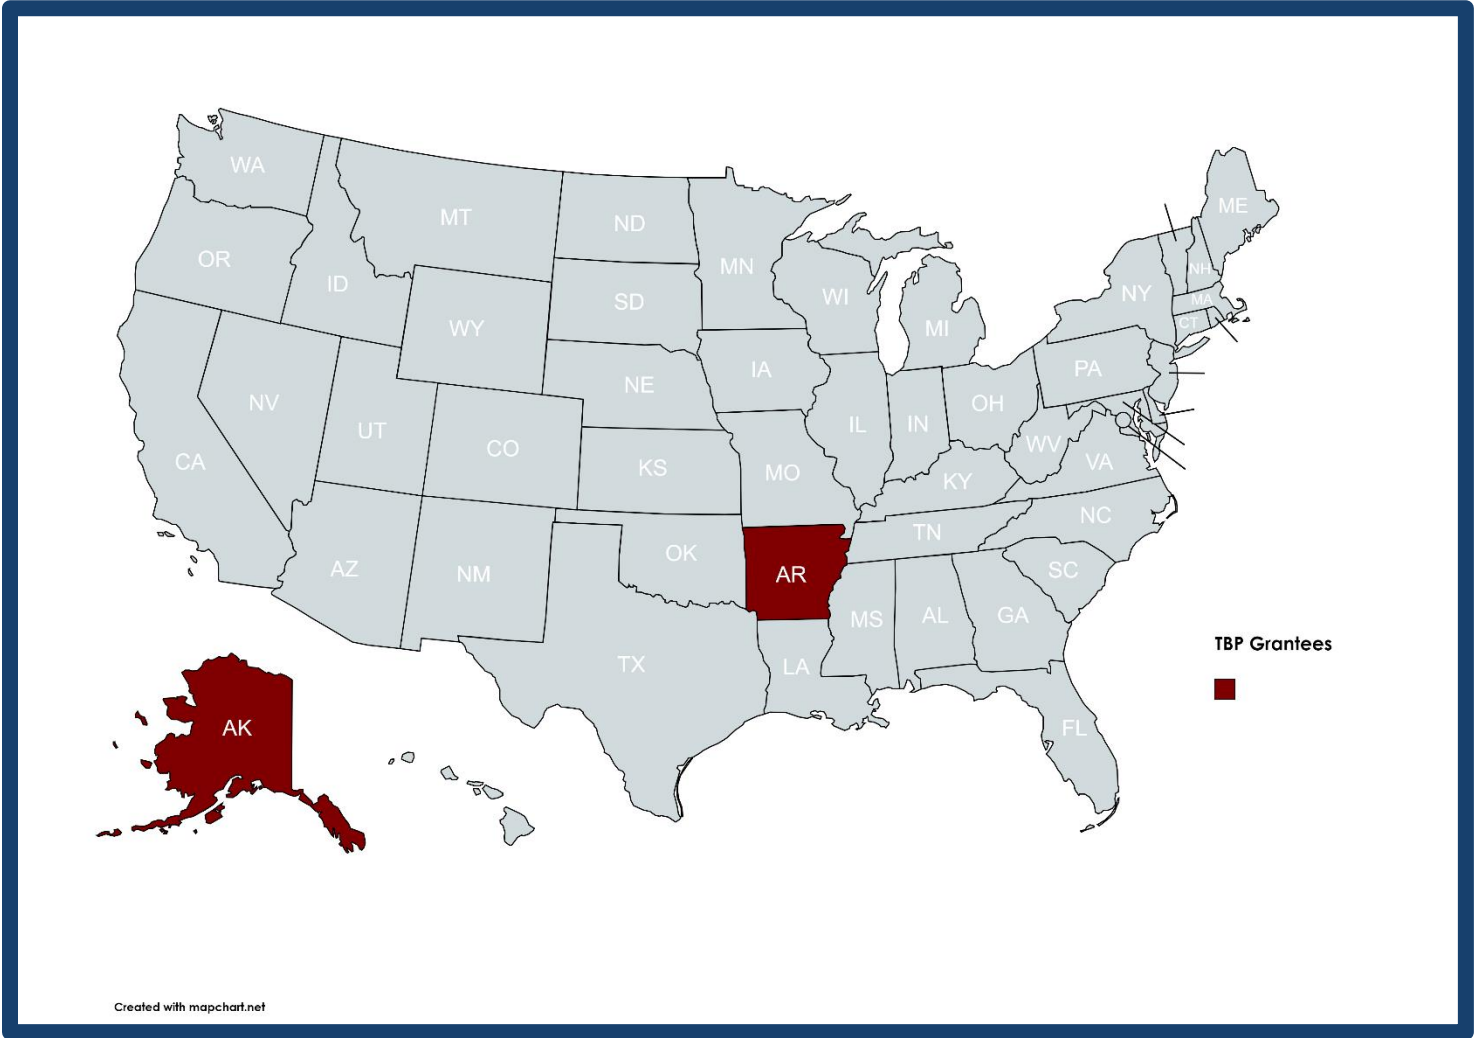 WA
MT
ND
MN
ME
OR
ID
SD
WI
MI
NY
NH
MA
CT
WY
NE
IA
PA
NV
UT
CO
KS
MO
IL
IN
OH
WV
VA
KY
CA
AZ
NM
OK
AR
TN
NC
SC
MS
AL
GA
TX
LA
FL
AK
TBP Grantees
Created with mapchart.net